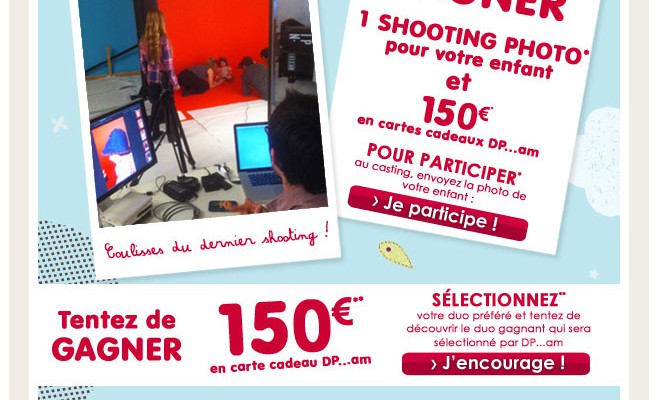 GAGNER
1 SHOOTING PHOTO*
pour votre enfant
et
150€*
en cartes cadeaux DP...am
POUR PARTICIPER*
au casting, envoyez la photo de
votre enfant :
› Je participe !
Coulisses du dernier shooting !
Tentez de
GAGNER
150€**
en carte cadeau DP...am
SÉLECTIONNEZ**
votre duo préféré et tentez de
découvrir le duo gagnant qui sera
sélectionné par DP...am
› J'encourage !